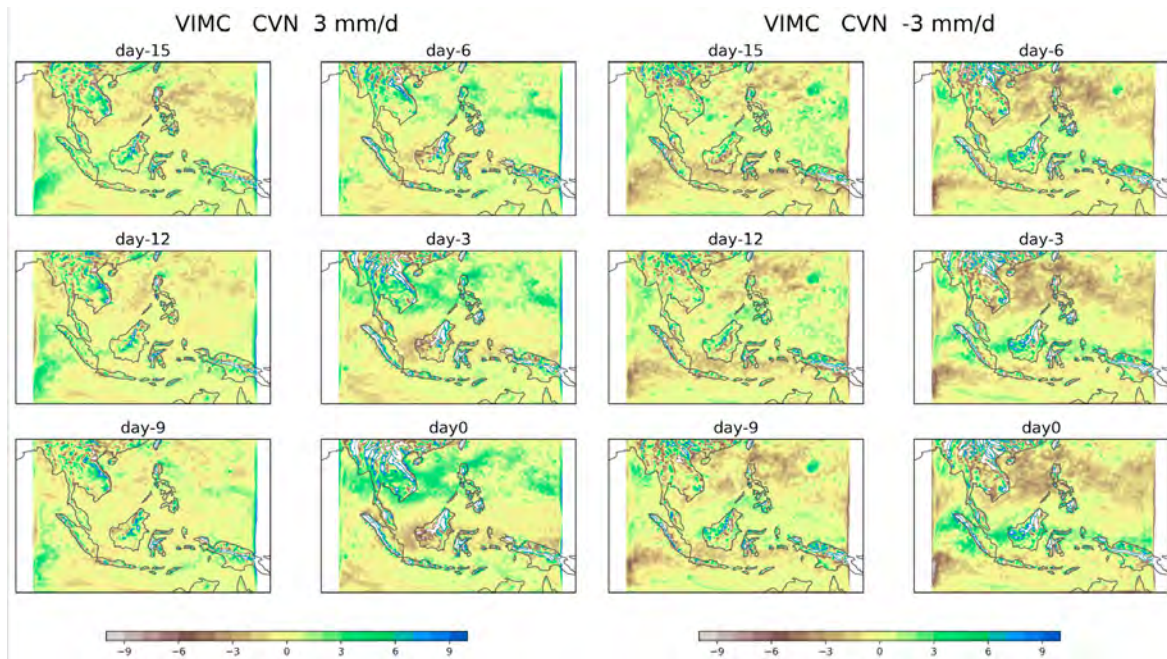 VIMC CVN 3 mm/d
VIMC CVN -3 mm/d
day-15
day-6
day-15
day-6
day-12
day-3
day-12
day-3
day-9
day0
day-9
day0
−9 −6 −3 0 3 6 9
−9 −6 −3 0 3 6 9